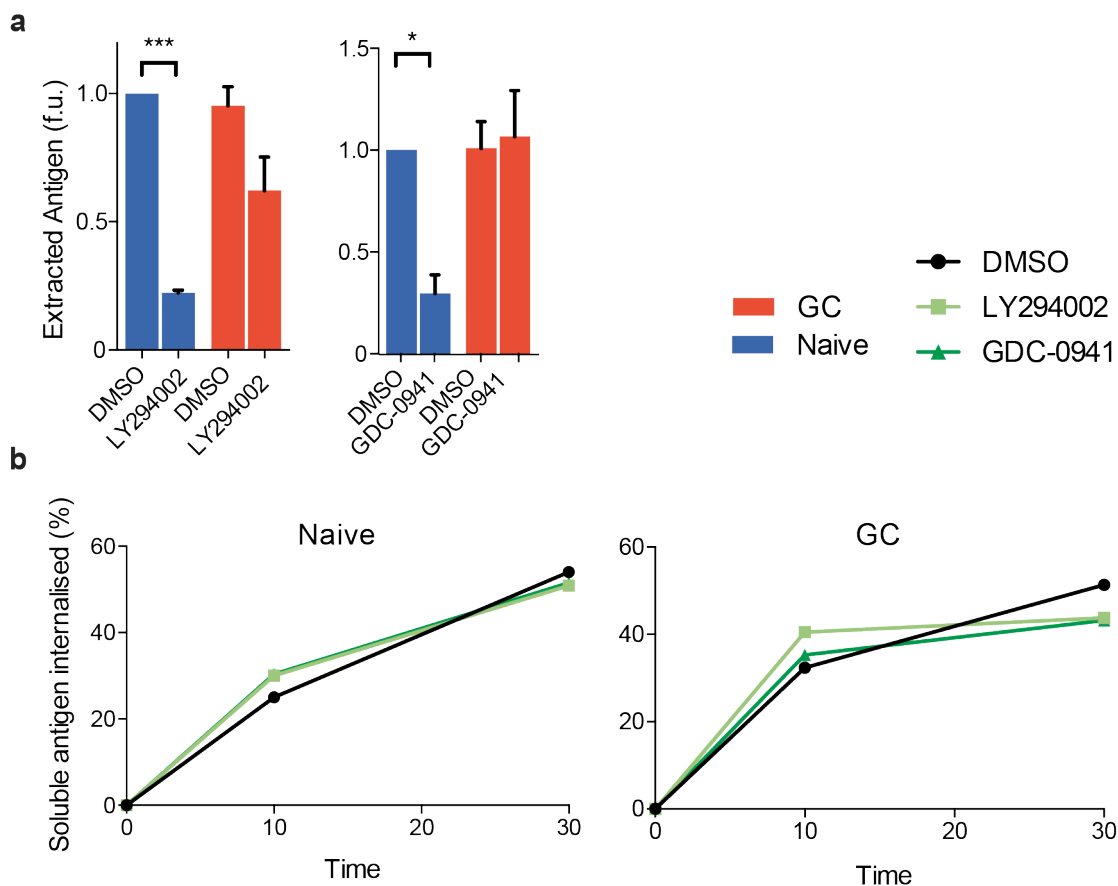 a
Extracted Antigen (f.u.)
***
1.0
0.5
0
DMSO
LY294002
DMSO
LY294002
*
1.5
1.0
0.5
0
DMSO
GDC-0941
DMSO
GDC-0941
GC
Naive
DMSO
LY294002
GDC-0941
b
Soluble antigen internalised (%)
Naive
60
40
20
0
0
10
20
30
Time
GC
60
40
20
0
0
10
20
30
Time